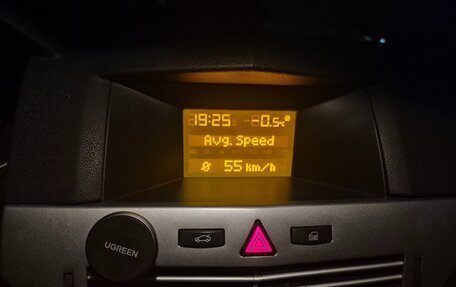 19:25 -0.5°C
Avg. Speed
Ø 55 km/h
UGREEN